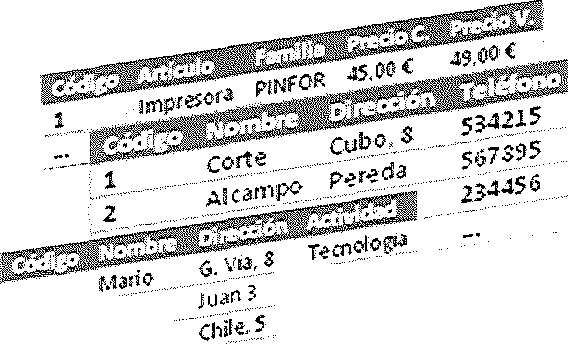 Código Artículo Familia Precio C. Precio V.
1 Impresora PINFOR 45,00 € 49,00 €
...
Código Nombre Dirección Teléfono
1 Corte Cubo, 8 534215
2 Alcampo Pereda 567895
234456
...
Código Nombre Dirección Actividad
Mario G. Vía, 8 Tecnología
Juan 3
Chile, 5